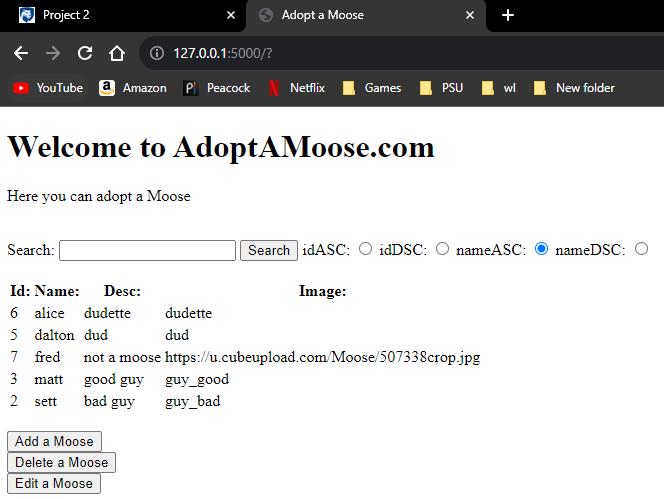 Project 2
Adopt a Moose
127.0.0.1:5000/?
YouTube Amazon Peacock Netflix Games PSU wl New folder
Welcome to AdoptAMoose.com
Here you can adopt a Moose
Search: Search idASC: idDSC: nameASC: nameDSC:
Id: Name: Desc: Image:
6 alice dudette dudette
5 dalton dud dud
7 fred not a moose https://u.cubeupload.com/Moose/507338crop.jpg
3 matt good guy guy_good
2 sett bad guy guy_bad
Add a Moose
Delete a Moose
Edit a Moose